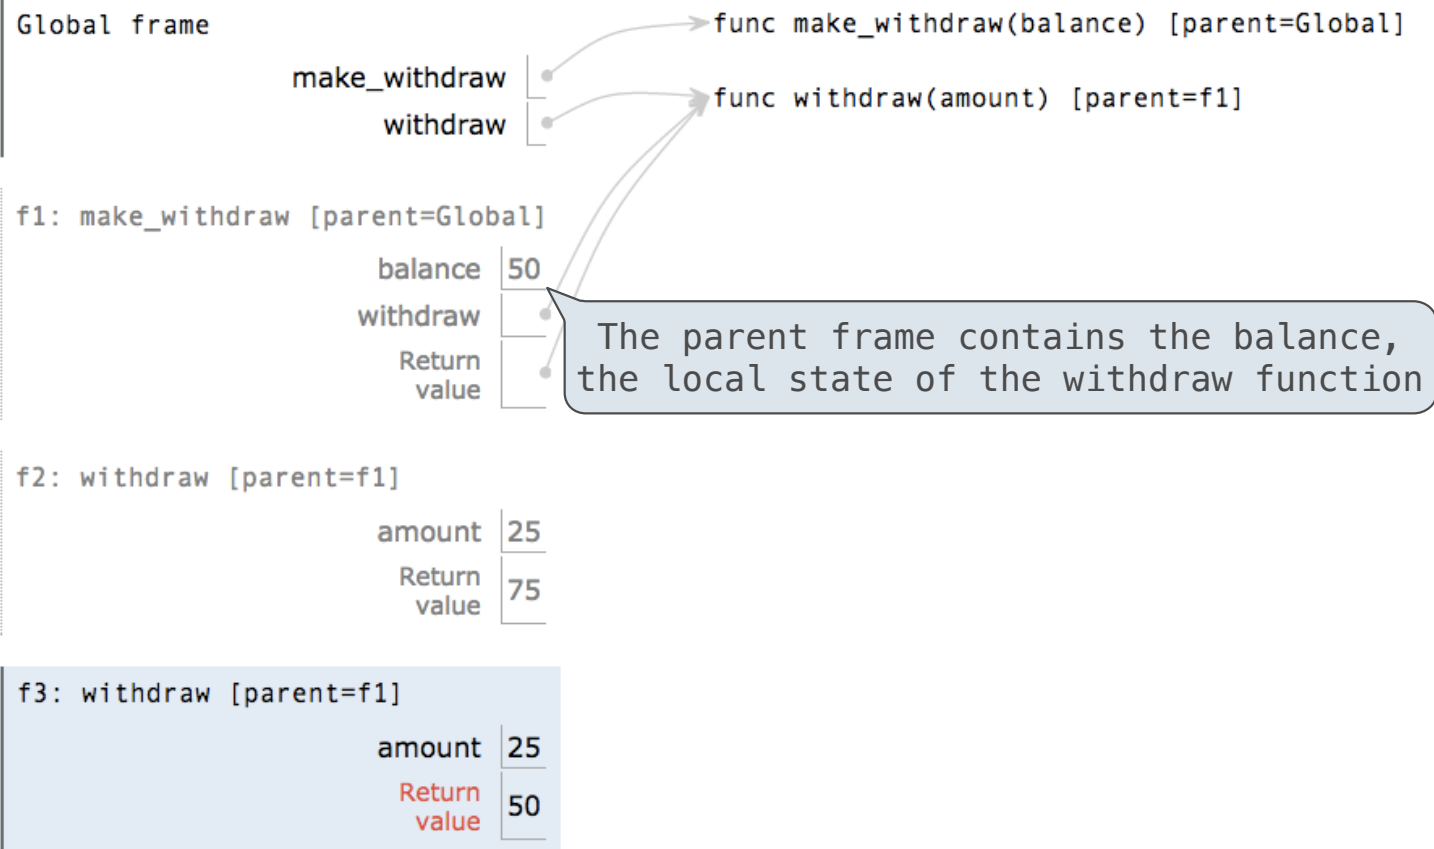 Global frame
func make_withdraw(balance) [parent=Global]
make_withdraw
func withdraw(amount) [parent=f1]
withdraw
f1: make_withdraw [parent=Global]
balance 50
withdraw
Return
value
The parent frame contains the balance,
the local state of the withdraw function
f2: withdraw [parent=f1]
amount 25
Return
value 75
f3: withdraw [parent=f1]
amount 25
Return
value 50